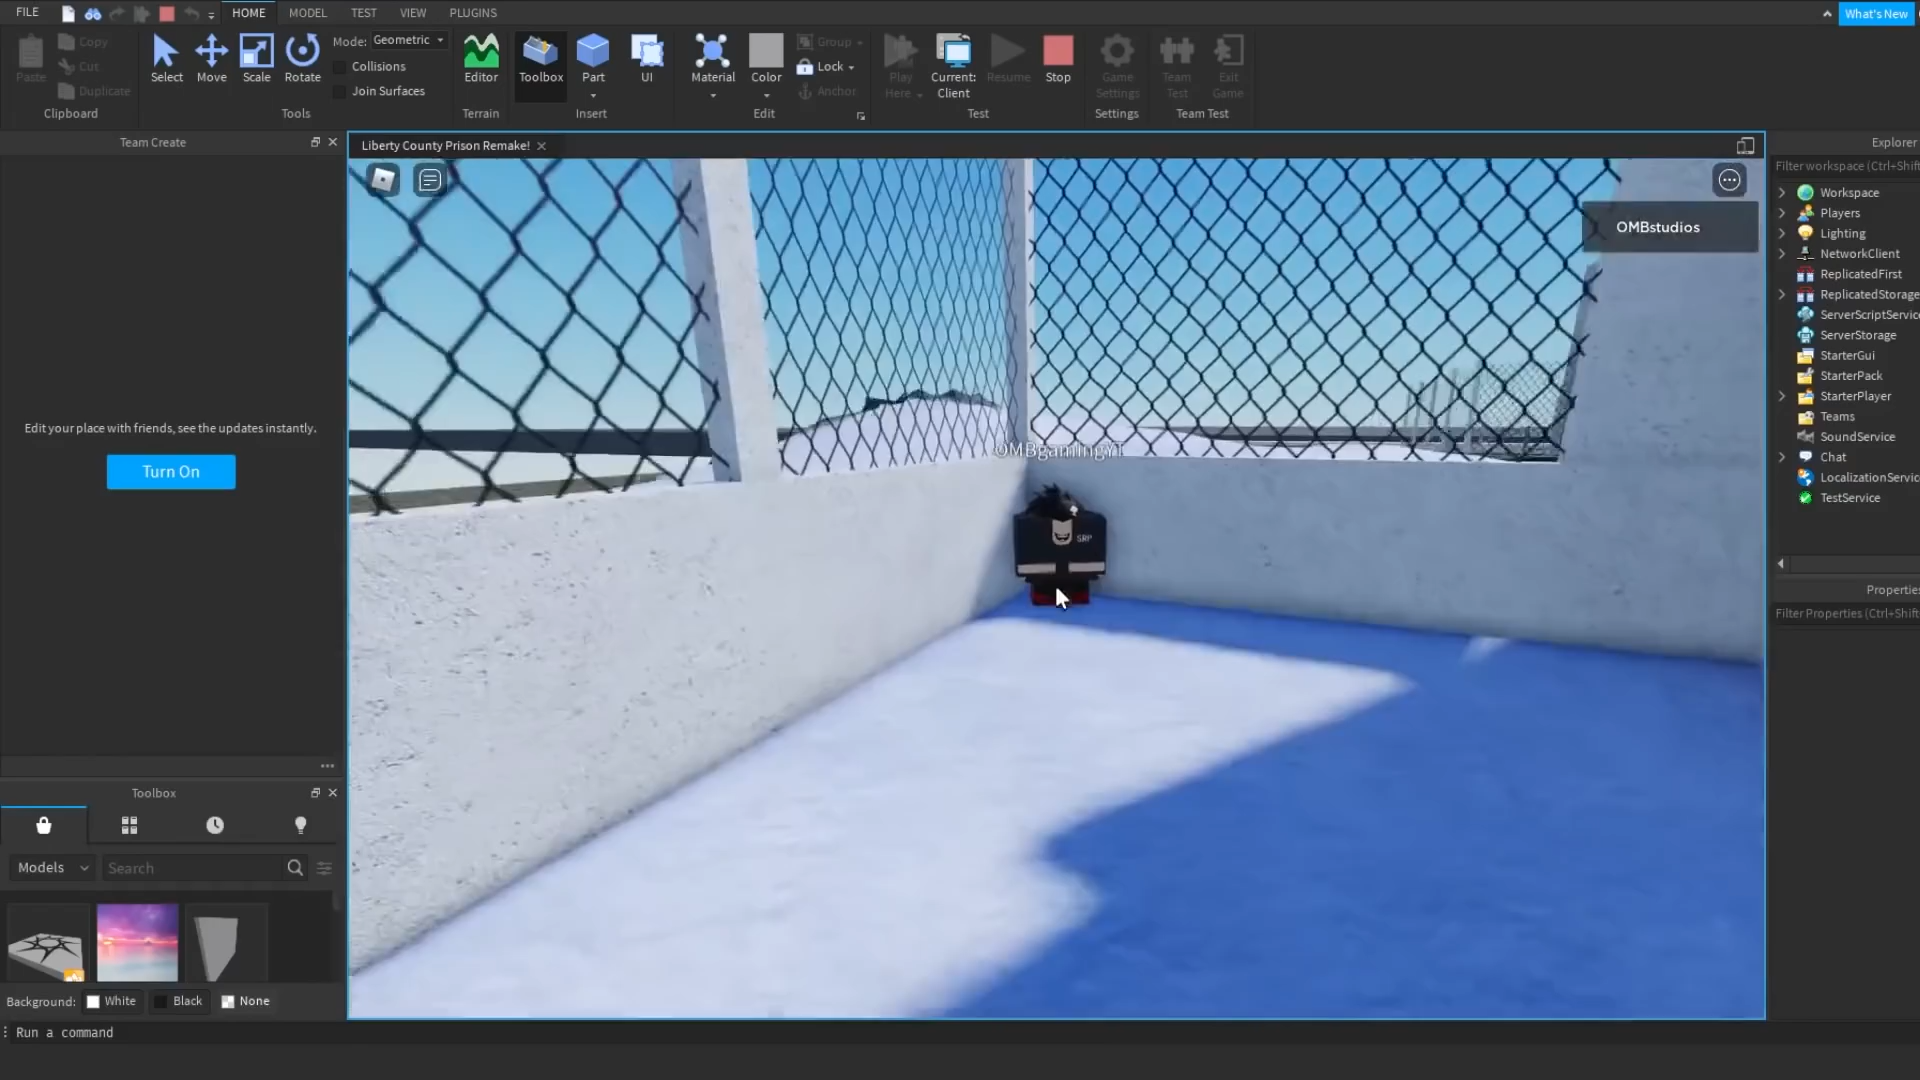 FILE
HOME
MODEL
TEST
VIEW
PLUGINS
What's New
Paste
Copy
Cut
Duplicate
Clipboard
Select
Move
Scale
Rotate
Mode: Geometric
Collisions
Join Surfaces
Tools
Editor
Terrain
Toolbox
Part
UI
Insert
Material
Color
Group
Lock
Anchor
Edit
Play Here
Current: Client
Resume
Stop
Test
Game Settings
Settings
Team Test
Exit Game
Team Test
Team Create
Edit your place with friends, see the updates instantly.
Turn On
Liberty County Prison Remake!
OMBstudios
OMBgamingYT
SRP
Explorer
Filter workspace (Ctrl+Shift
Workspace
Players
Lighting
NetworkClient
ReplicatedFirst
ReplicatedStorage
ServerScriptService
ServerStorage
StarterGui
StarterPack
StarterPlayer
Teams
SoundService
Chat
LocalizationService
TestService
Properties
Filter Properties (Ctrl+Shift
Toolbox
Models
Search
Background:
White
Black
None
Run a command